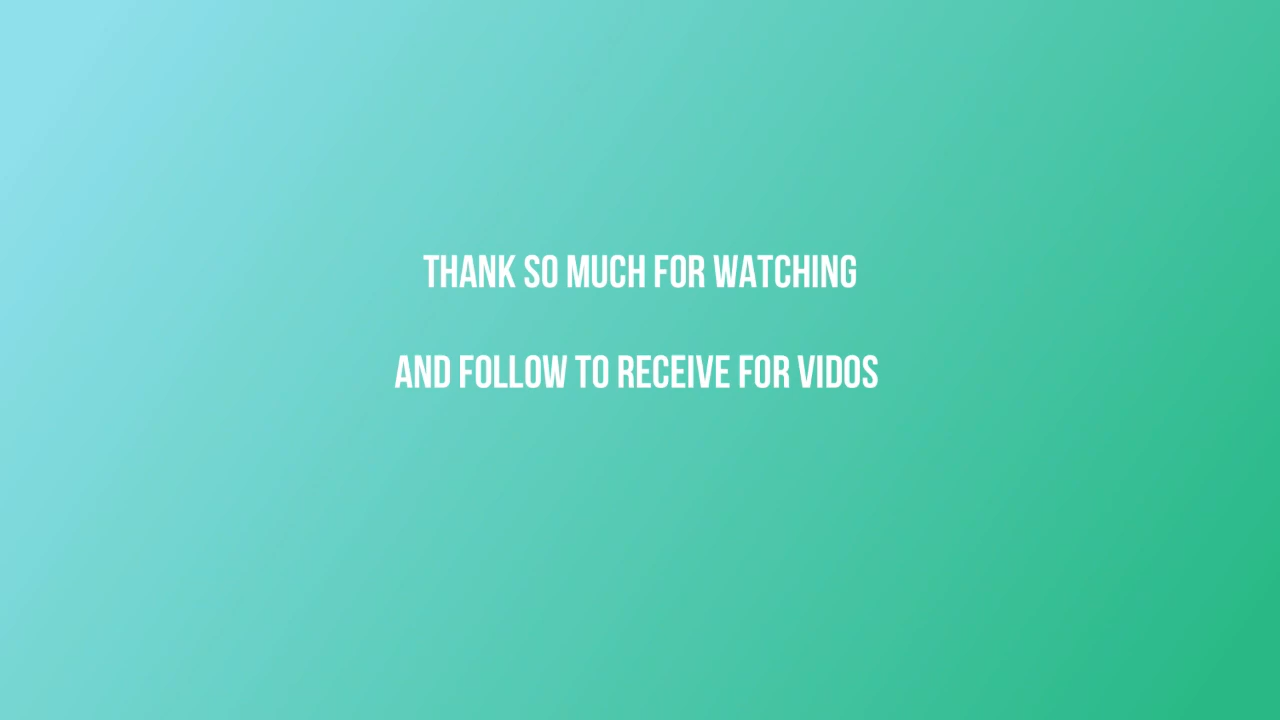 THANK SO MUCH FOR WATCHING
AND FOLLOW TO RECEIVE FOR VIDOS